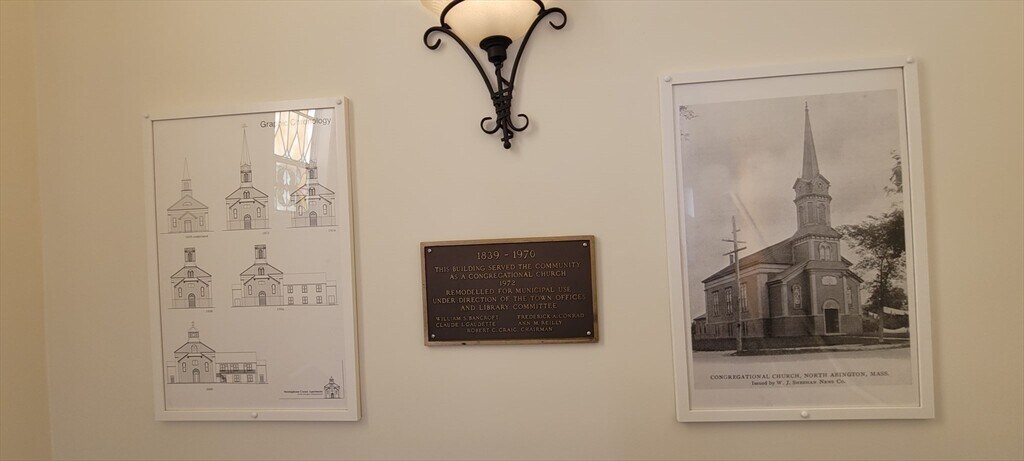 Graphic Chronology
1839 - 1970
THIS BUILDING SERVED THE COMMUNITY
AS A CONGREGATIONAL CHURCH
1972
REMODELLED FOR MUNICIPAL USE
UNDER DIRECTION OF THE TOWN OFFICES
AND LIBRARY COMMITTEE
WILLIAM S. BANCROFT FREDERICK A. CONRAD
CLAUDE J. GAUDETTE ANN M. REILLY
ROBERT C. CRAIG, CHAIRMAN
CONGREGATIONAL CHURCH, NORTH ABINGTON, MASS.
Issued by W. J. News Co.